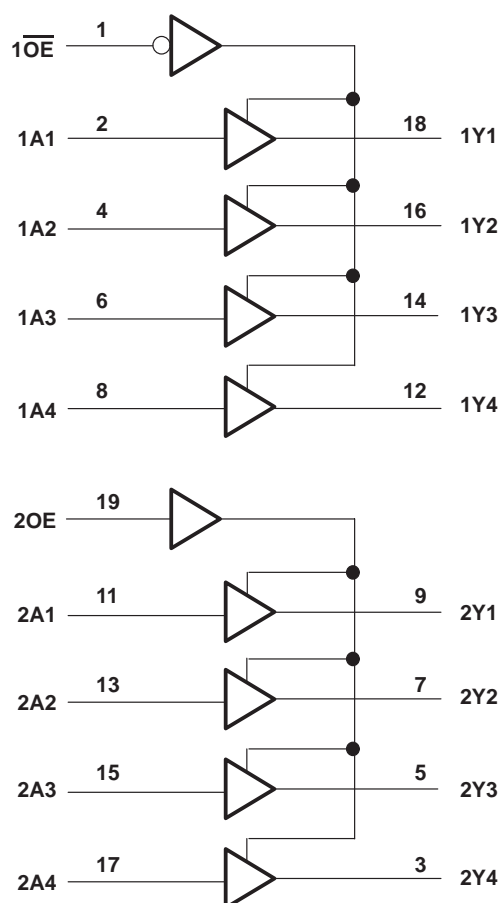 1O̅E̅ 1
1A1 2 18 1Y1
1A2 4 16 1Y2
1A3 6 14 1Y3
1A4 8 12 1Y4
2OE 19
2A1 11 9 2Y1
2A2 13 7 2Y2
2A3 15 5 2Y3
2A4 17 3 2Y4